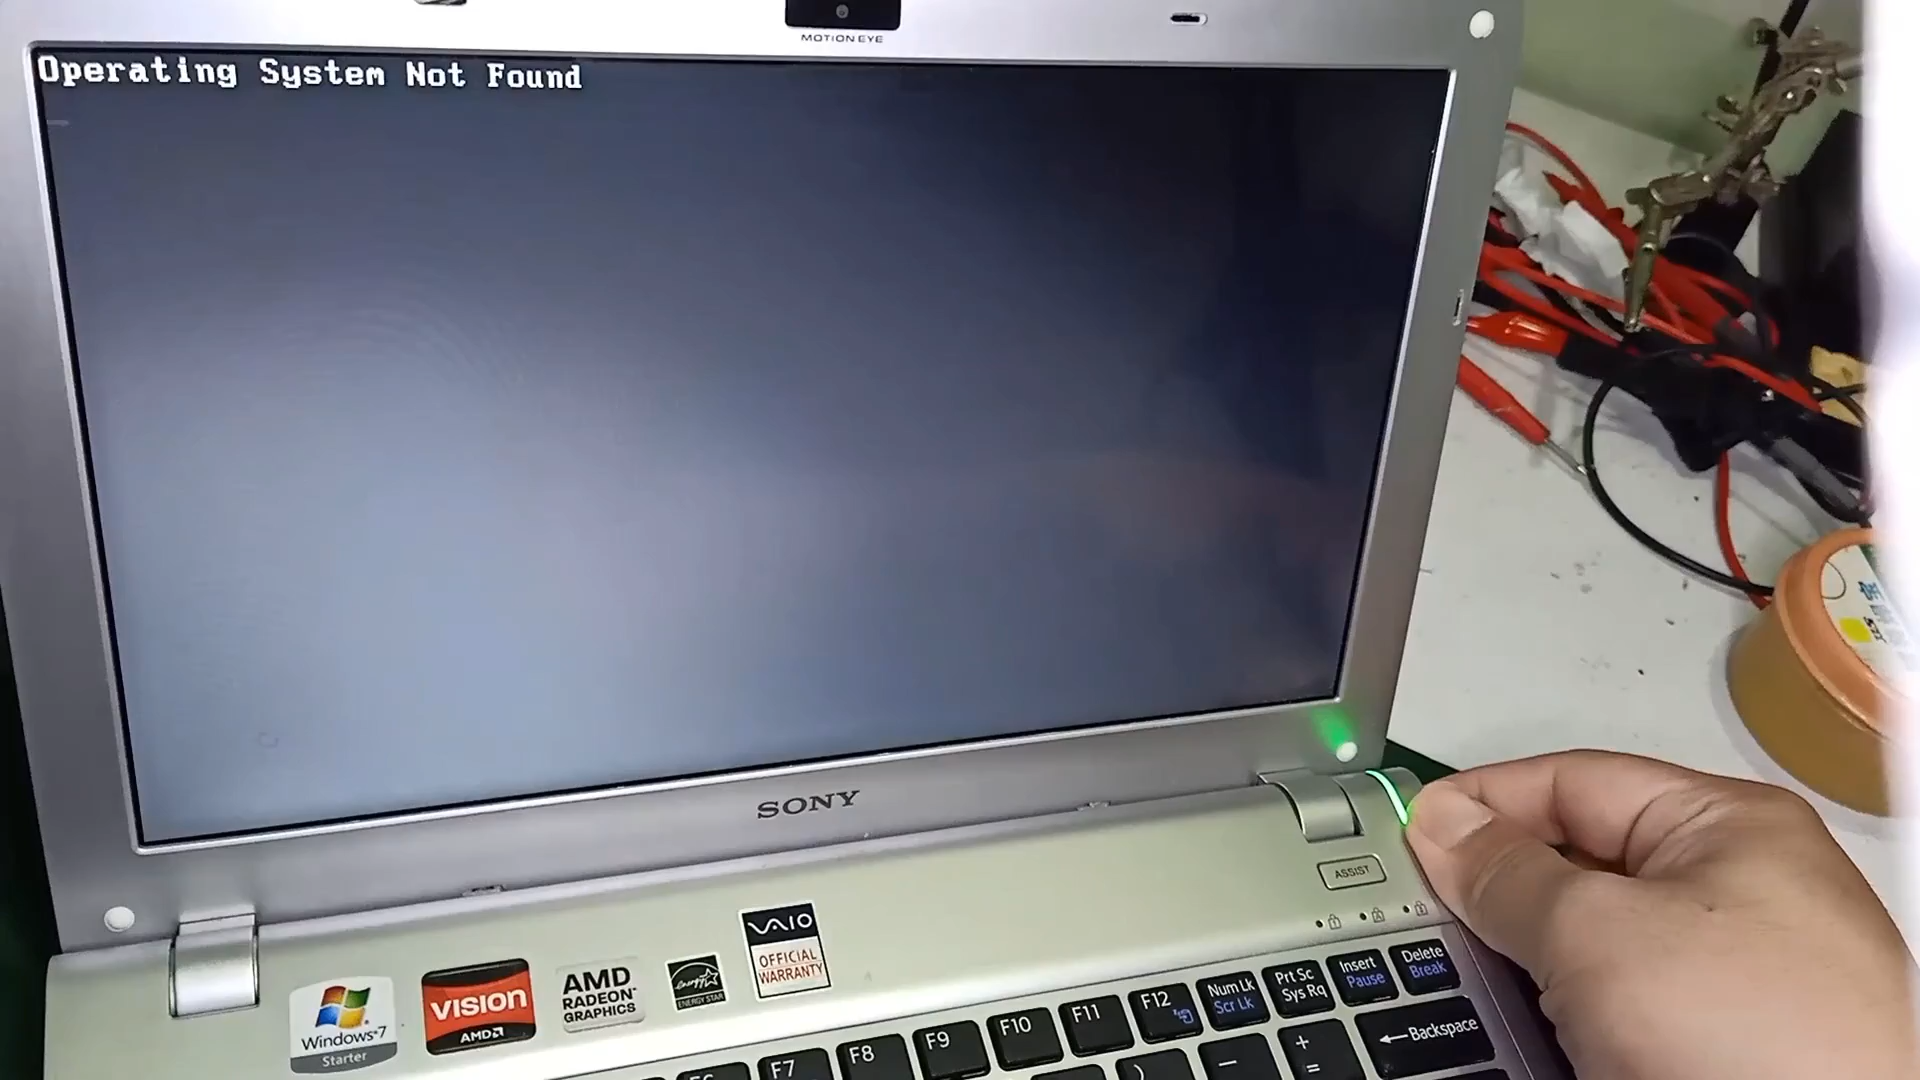 MOTION EYE
Operating System Not Found
SONY
ASSIST
VAIO
OFFICIAL
WARRANTY
Windows 7
Starter
VISION
AMD
AMD
RADEON
GRAPHICS
ENERGY STAR
F7
F8
F9
F10
F11
F12
Num Lk
Scr Lk
Prt Sc
Sys Rq
Insert
Pause
Delete
Break
)
-
+
=
←Backspace